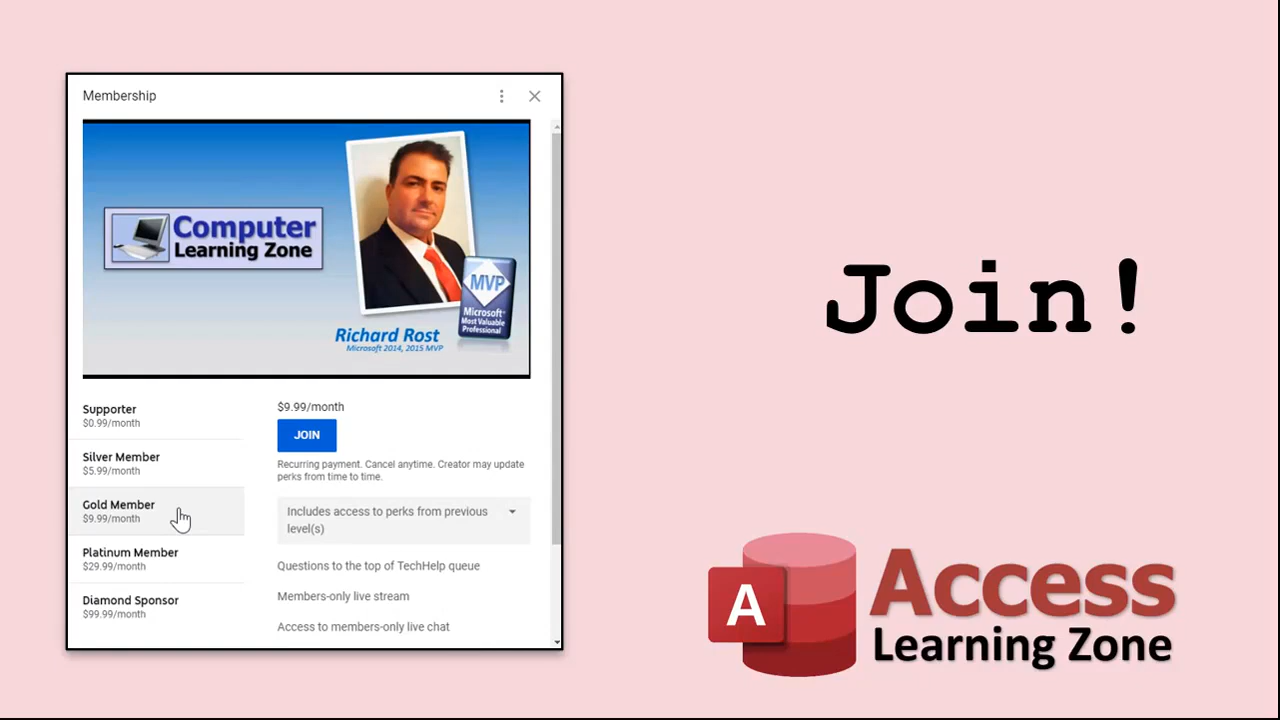 Membership
Computer
Learning Zone
MVP
Microsoft®
Most Valuable
Professional
Richard Rost
Microsoft 2014, 2015 MVP
Supporter
$0.99/month
Silver Member
$5.99/month
Gold Member
$9.99/month
Platinum Member
$29.99/month
Diamond Sponsor
$99.99/month
$9.99/month
JOIN
Recurring payment. Cancel anytime. Creator may update
perks from time to time.
Includes access to perks from previous
level(s)
Questions to the top of TechHelp queue
Members-only live stream
Access to members-only live chat
Join!
A
Access
Learning Zone